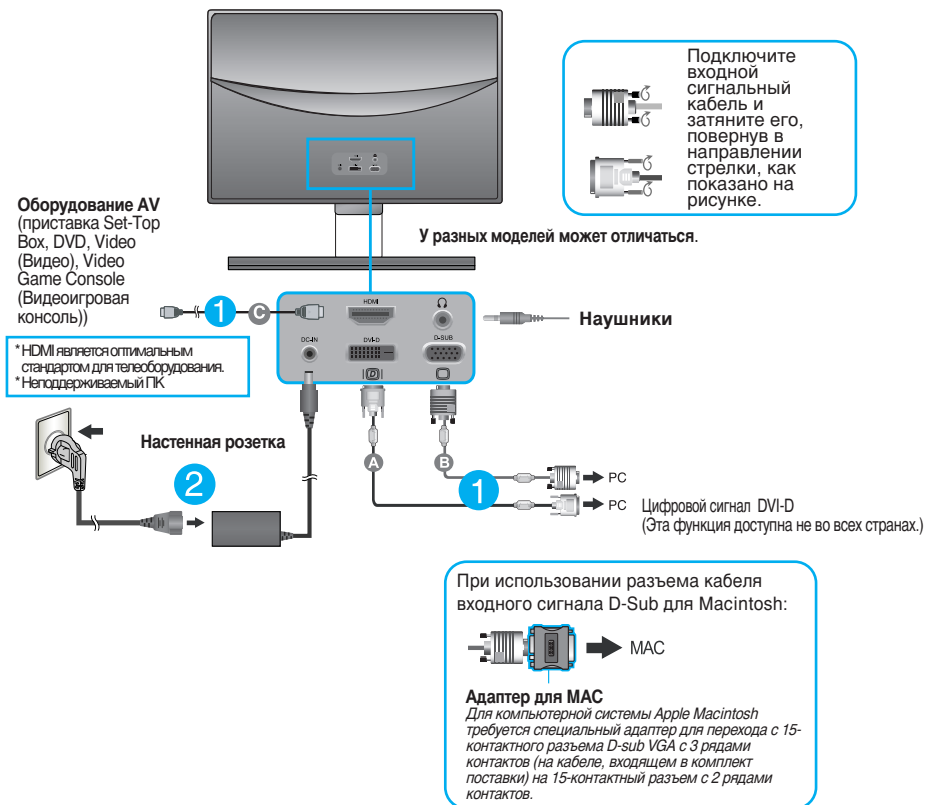 Подключите
входной
сигнальный
кабель и
затяните его,
повернув в
направлении
стрелки, как
показано на
рисунке.
Оборудование AV
(приставка Set-Top
Box, DVD, Video
(Видео), Video
Game Console
(Видеоигровая
консоль))
У разных моделей может отличаться.
1
C
HDMI
DC-IN
DVI-D
D-SUB
Наушники
* HDMI является оптимальным
стандартом для телеоборудования.
* Неподдерживаемый ПК
Настенная розетка
2
A
B
1
PC
PC
Цифровой сигнал DVI-D
(Эта функция доступна не во всех странах.)
При использовании разъема кабеля
входного сигнала D-Sub для Macintosh:
MAC
Адаптер для MAC
Для компьютерной системы Apple Macintosh
требуется специальный адаптер для перехода с 15-
контактного разъема D-sub VGA с 3 рядами
контактов (на кабеле, входящем в комплект
поставки) на 15-контактный разъем с 2 рядами
контактов.